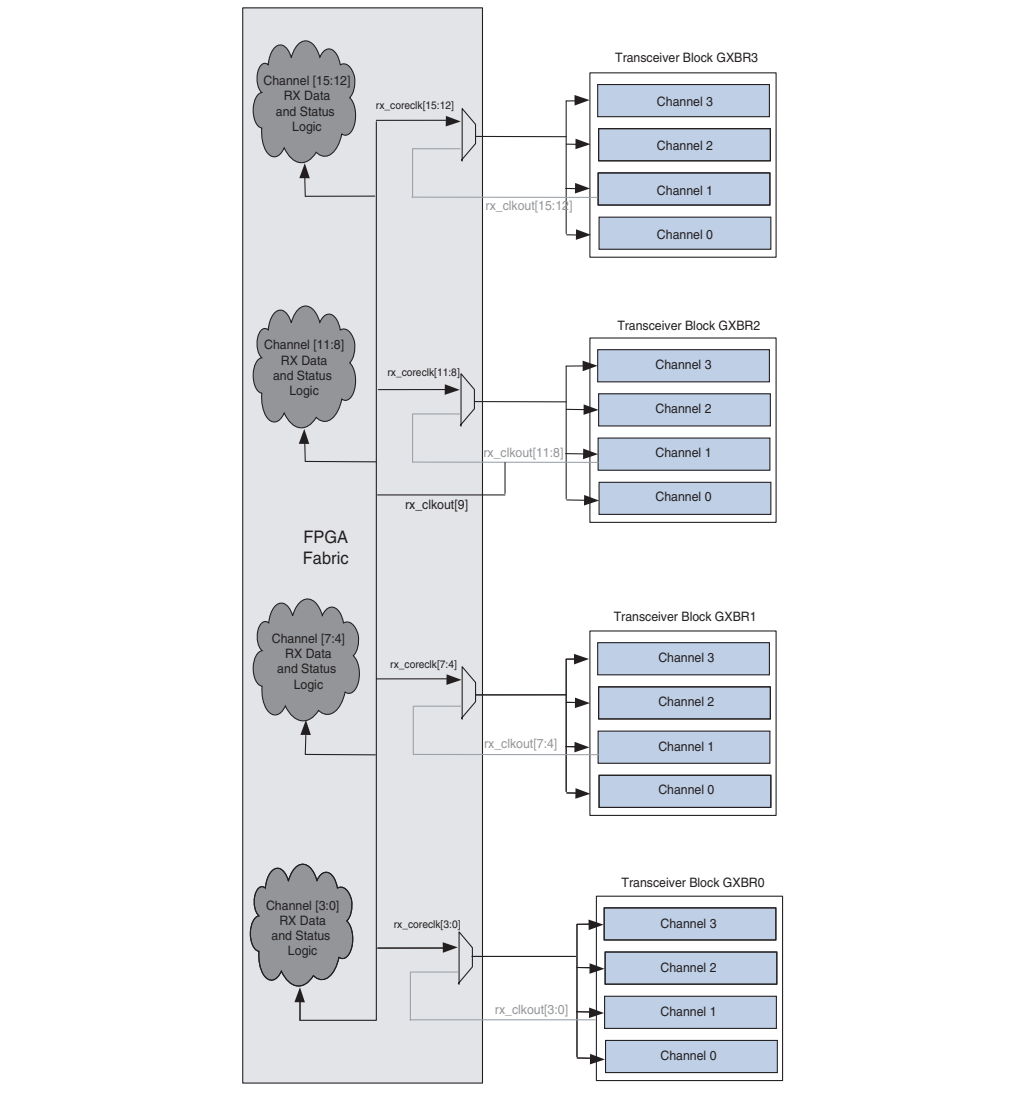 Transceiver Block GXBR3
Channel [15:12]
RX Data
and Status
Logic
rx_coreclk[15:12]
Channel 3
Channel 2
Channel 1
rx_clkout[15:12]
Channel 0
Transceiver Block GXBR2
Channel [11:8]
RX Data
and Status
Logic
rx_coreclk[11:8]
Channel 3
Channel 2
rx_clkout[11:8]
Channel 1
Channel 0
rx_clkout[9]
FPGA
Fabric
Transceiver Block GXBR1
Channel [7:4]
RX Data
and Status
Logic
rx_coreclk[7:4]
Channel 3
Channel 2
rx_clkout[7:4]
Channel 1
Channel 0
Transceiver Block GXBR0
Channel [3:0]
RX Data
and Status
Logic
rx_coreclk[3:0]
Channel 3
Channel 2
rx_clkout[3:0]
Channel 1
Channel 0